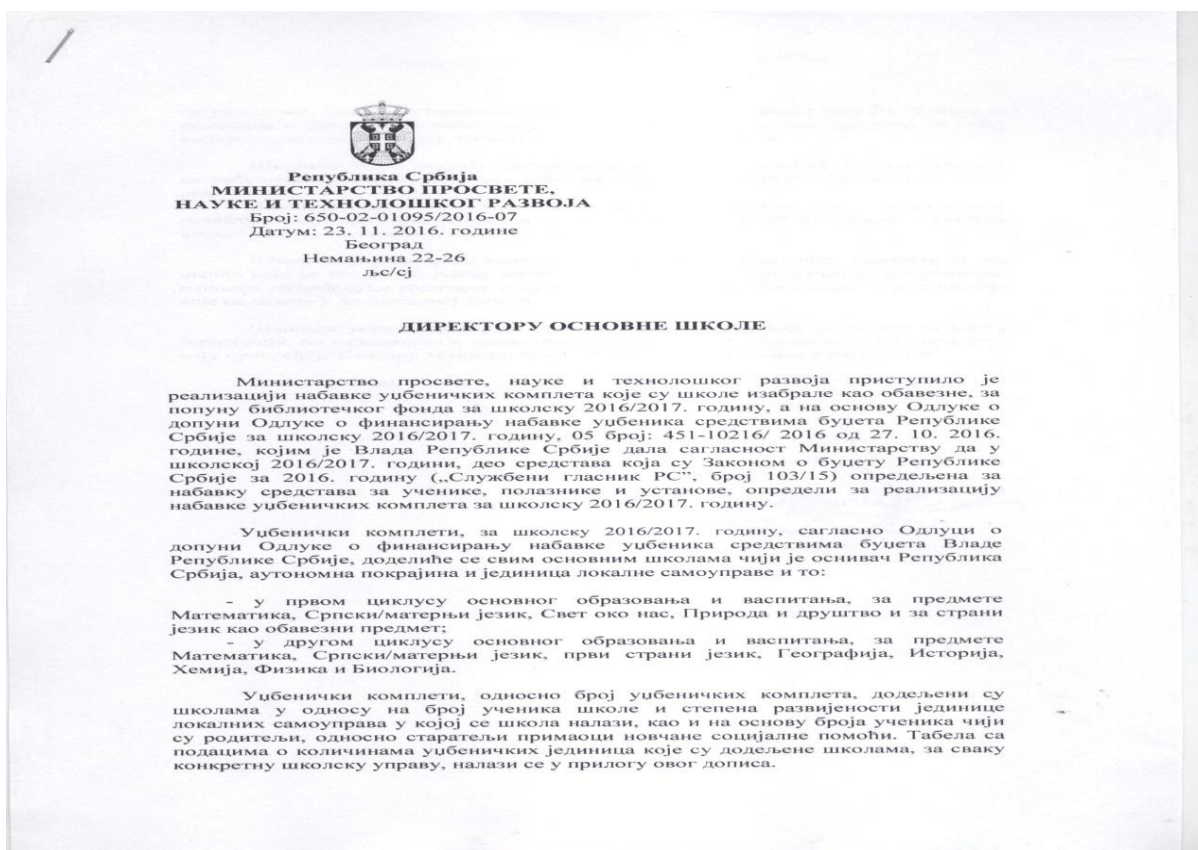 Република Србија
МИНИСТАРСТВО ПРОСВЕТЕ,
НАУКЕ И ТЕХНОЛОШКОГ РАЗВОЈА
Број: 650-02-01095/2016-07
Датум: 23. 11. 2016. године
Београд
Немањина 22-26
љс/сј
ДИРЕКТОРУ ОСНОВНЕ ШКОЛЕ
Министарство просвете, науке и технолошког развоја приступило је
реализацији набавке уџбеничких комплета које су школе изабрале као обавезне, за
попуну библиотечког фонда за школску 2016/2017. годину, а на основу Одлуке о
допуни Одлуке о финансирању набавке уџбеника средствима буџета Републике
Србије за школску 2016/2017. годину, 05 број: 451-10216/ 2016 од 27. 10. 2016.
године, којим је Влада Републике Србије дала сагласност Министарству да у
школској 2016/2017. години, део средстава која су Законом о буџету Републике
Србије за 2016. годину („Службени гласник РС”, број 103/15) опредељена за
набавку средстава за ученике, полазнике и установе, определи за реализацију
набавке уџбеничких комплета за школску 2016/2017. годину.
Уџбенички комплети, за школску 2016/2017. годину, сагласно Одлуци о
допуни Одлуке о финансирању набавке уџбеника средствима буџета Владе
Републике Србије, доделиће се свим основним школама чији је оснивач Република
Србија, аутономна покрајина и јединица локалне самоуправе и то:
- у првом циклусу основног образовања и васпитања, за предмете
Математика, Српски/матерњи језик, Свет око нас, Природа и друштво и за страни
језик као обавезни предмет;
- у другом циклусу основног образовања и васпитања, за предмете
Математика, Српски/матерњи језик, први страни језик, Географија, Историја,
Хемија, Физика и Биологија.
Уџбенички комплети, односно број уџбеничких комплета, додељени су
школама у односу на број ученика школе и степена развијености јединице
локалних самоуправа у којој се школа налази, као и на основу броја ученика чији
су родитељи, односно старатељи примаоци новчане социјалне помоћи. Табела са
подацима о количинама уџбеничких јединица које су додељене школама, за сваку
конкретну школску управу, налази се у прилогу овог дописа.